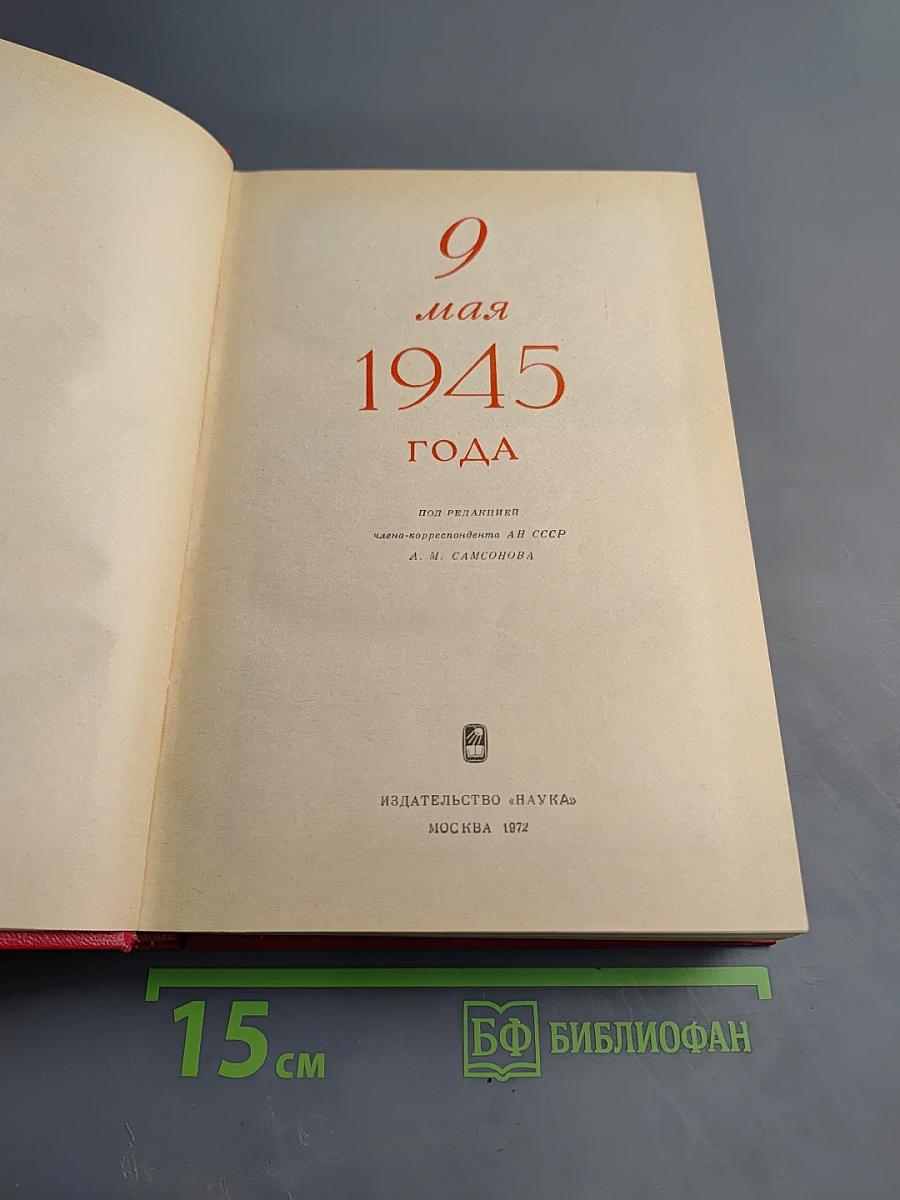 9
мая
1945
ГОДА
ПОД РЕДАКЦИЕЙ
члена-корреспондента АН СССР
А. М. САМСОНОВА
ИЗДАТЕЛЬСТВО «НАУКА»
МОСКВА 1972
15 см
БФ БИБЛИОФАН